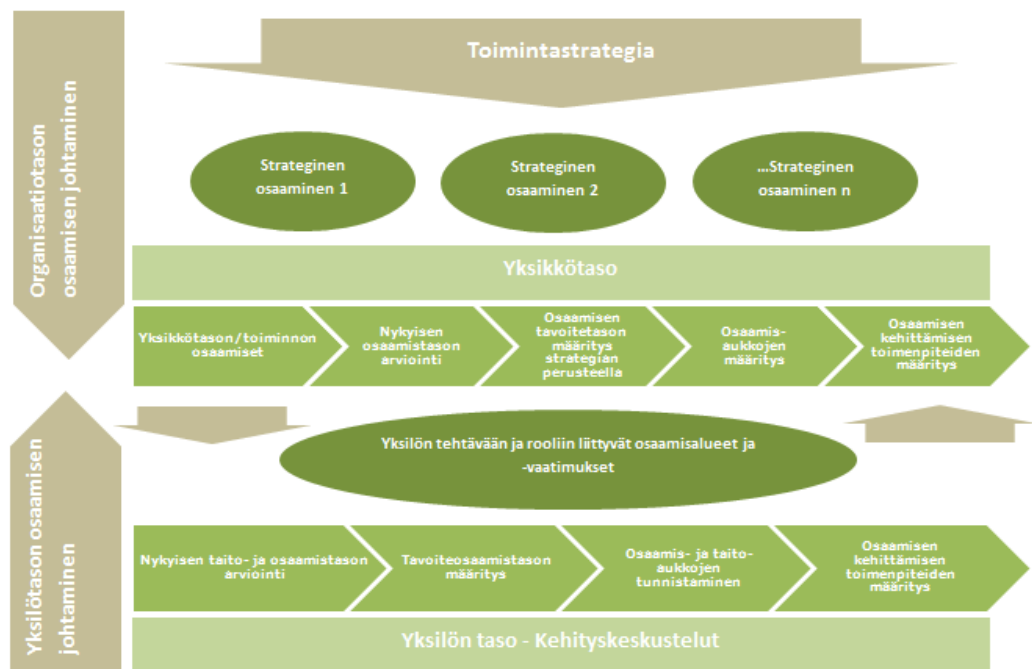 Toimintastrategia
Organisaatiotason
osaamisen johtaminen
Strateginen
osaaminen 1
Strateginen
osaaminen 2
...Strateginen
osaaminen n
Yksikkötaso
Yksikkötason/toiminnon
osaamiset
Nykyisen
osaamistason
arviointi
Osaamisen
tavoitetason
määritys
strategian
perusteella
Osaamis-
aukkojen
määritys
Osaamisen
kehittämisen
toimenpiteiden
määritys
Yksilötason osaamisen
johtaminen
Yksilön tehtävään ja rooliin liittyvät osaamisalueet ja
-vaatimukset
Nykyisen taito- ja osaamistason
arviointi
Tavoiteosaamistason
määritys
Osaamis- ja taito-
aukkojen
tunnistaminen
Osaamisen
kehittämisen
toimenpiteiden
määritys
Yksilön taso - Kehityskeskustelut